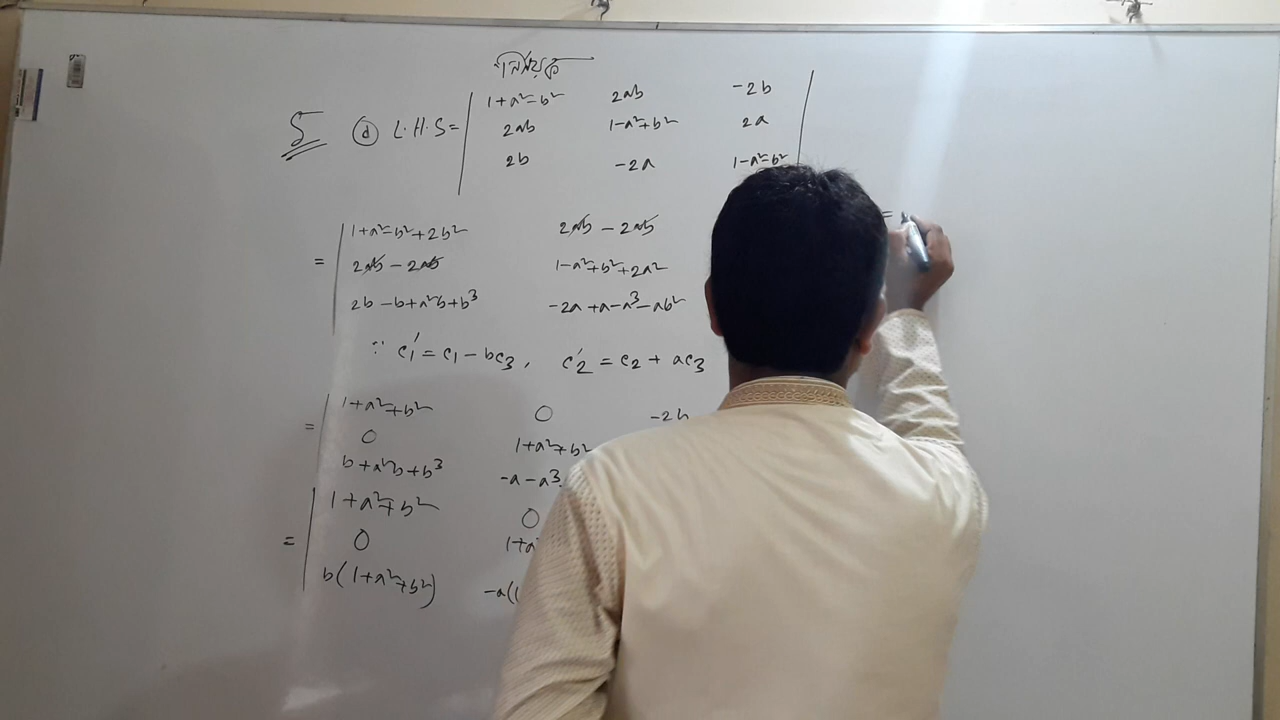 নির্ণায়ক
5 (d) L.H.S = | 1+a²-b² 2ab -2b |
2ab 1-a²+b² 2a
2b -2a 1-a²-b²
= | 1+a²-b²+2b² 2ab-2ab
2ab-2ab 1-a²+b²+2a²
2b-b+a²b+b³ -2a+a-a³-ab²
∵ c₁′ = c₁ - bc₃, c₂′ = c₂ + ac₃
= | 1+a²+b² 0 -2b
0 1+a²+b²
b+a²b+b³ -a-a³
= | 1+a²+b² 0
0 1+a²
b(1+a²+b²) -a(1
=